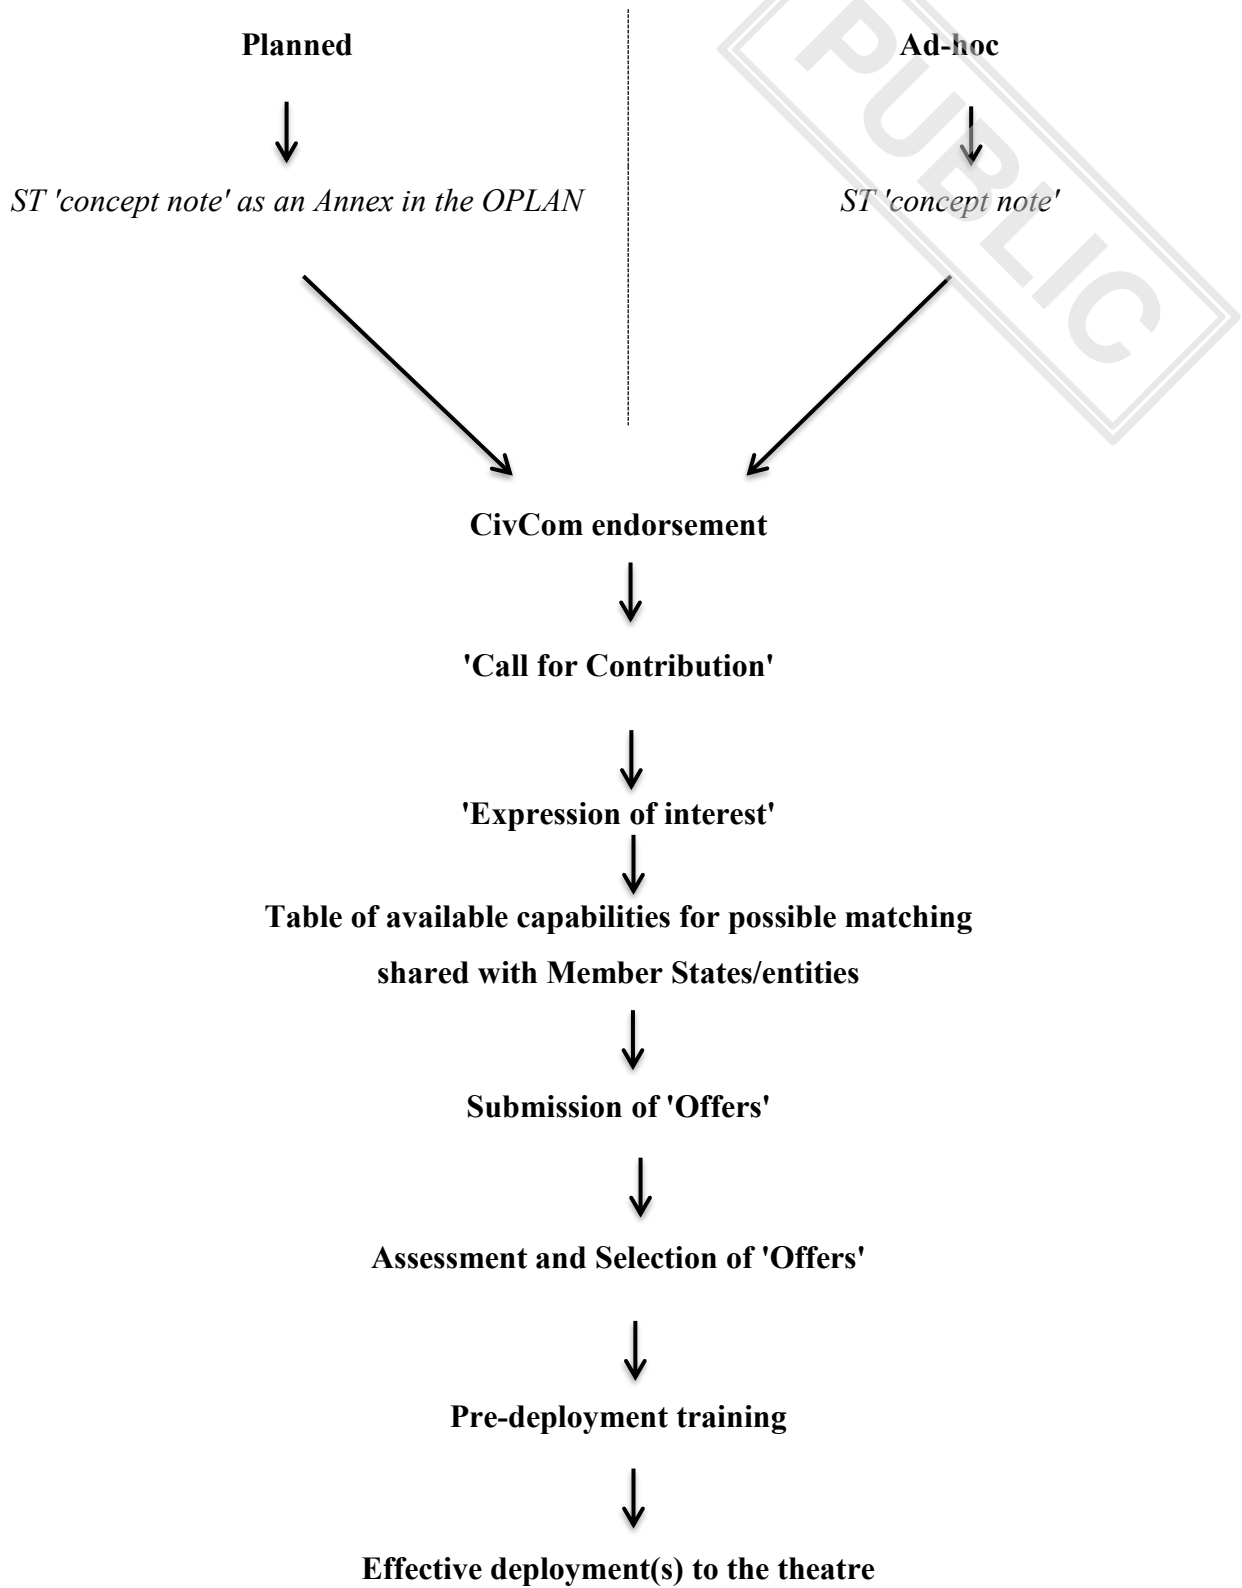 Planned
Ad-hoc
ST 'concept note' as an Annex in the OPLAN
ST 'concept note'
PUBLIC
CivCom endorsement
'Call for Contribution'
'Expression of interest'
Table of available capabilities for possible matching
shared with Member States/entities
Submission of 'Offers'
Assessment and Selection of 'Offers'
Pre-deployment training
Effective deployment(s) to the theatre